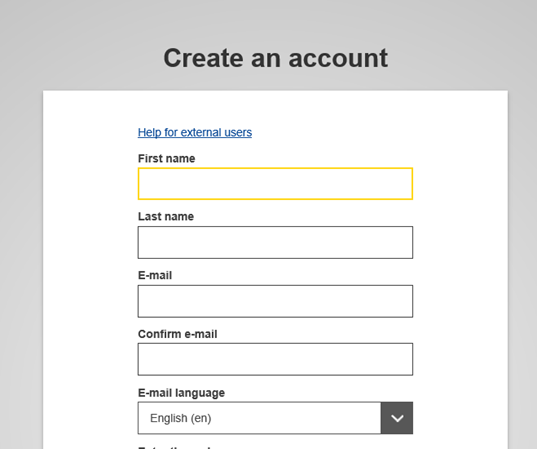 Create an account
Help for external users
First name
Last name
E-mail
Confirm e-mail
E-mail language
English (en)